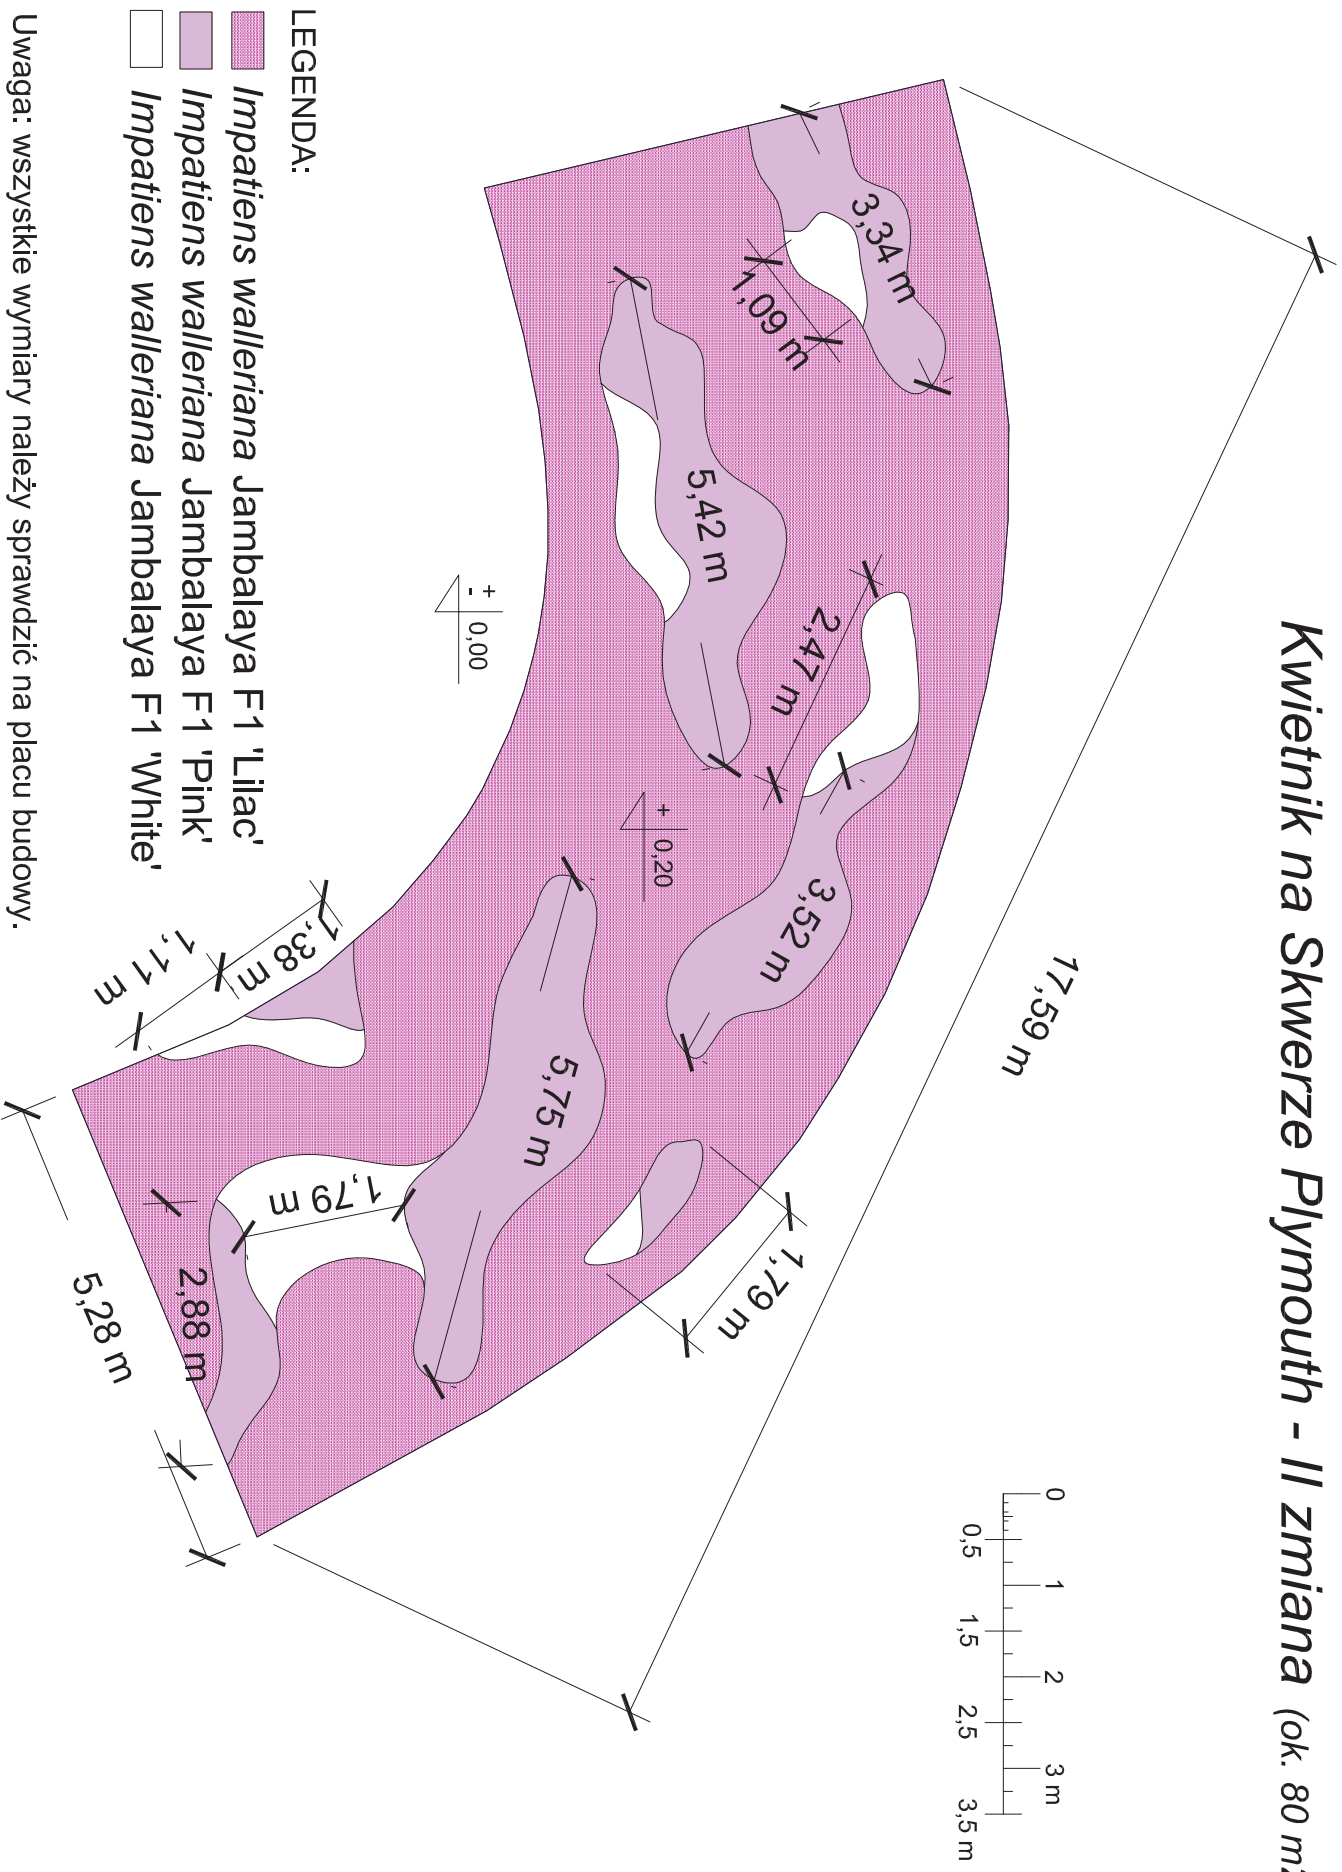 Kwietnik na Skwerze Plymouth - II zmiana (ok. 80 m2
0
0,5
1
1,5
2
2,5
3 m
3,5 m
17,59 m
3,34 m
1,09 m
5,42 m
2,47 m
3,52 m
+ 0,20
+
- 0,00
5,75 m
1,79 m
1,79 m
1,38 m
1,11 m
2,88 m
5,28 m
LEGENDA:
Impatiens walleriana Jambalaya F1 'Lilac'
Impatiens walleriana Jambalaya F1 'Pink'
Impatiens walleriana Jambalaya F1 'White'
Uwaga: wszystkie wymiary należy sprawdzić na placu budowy.